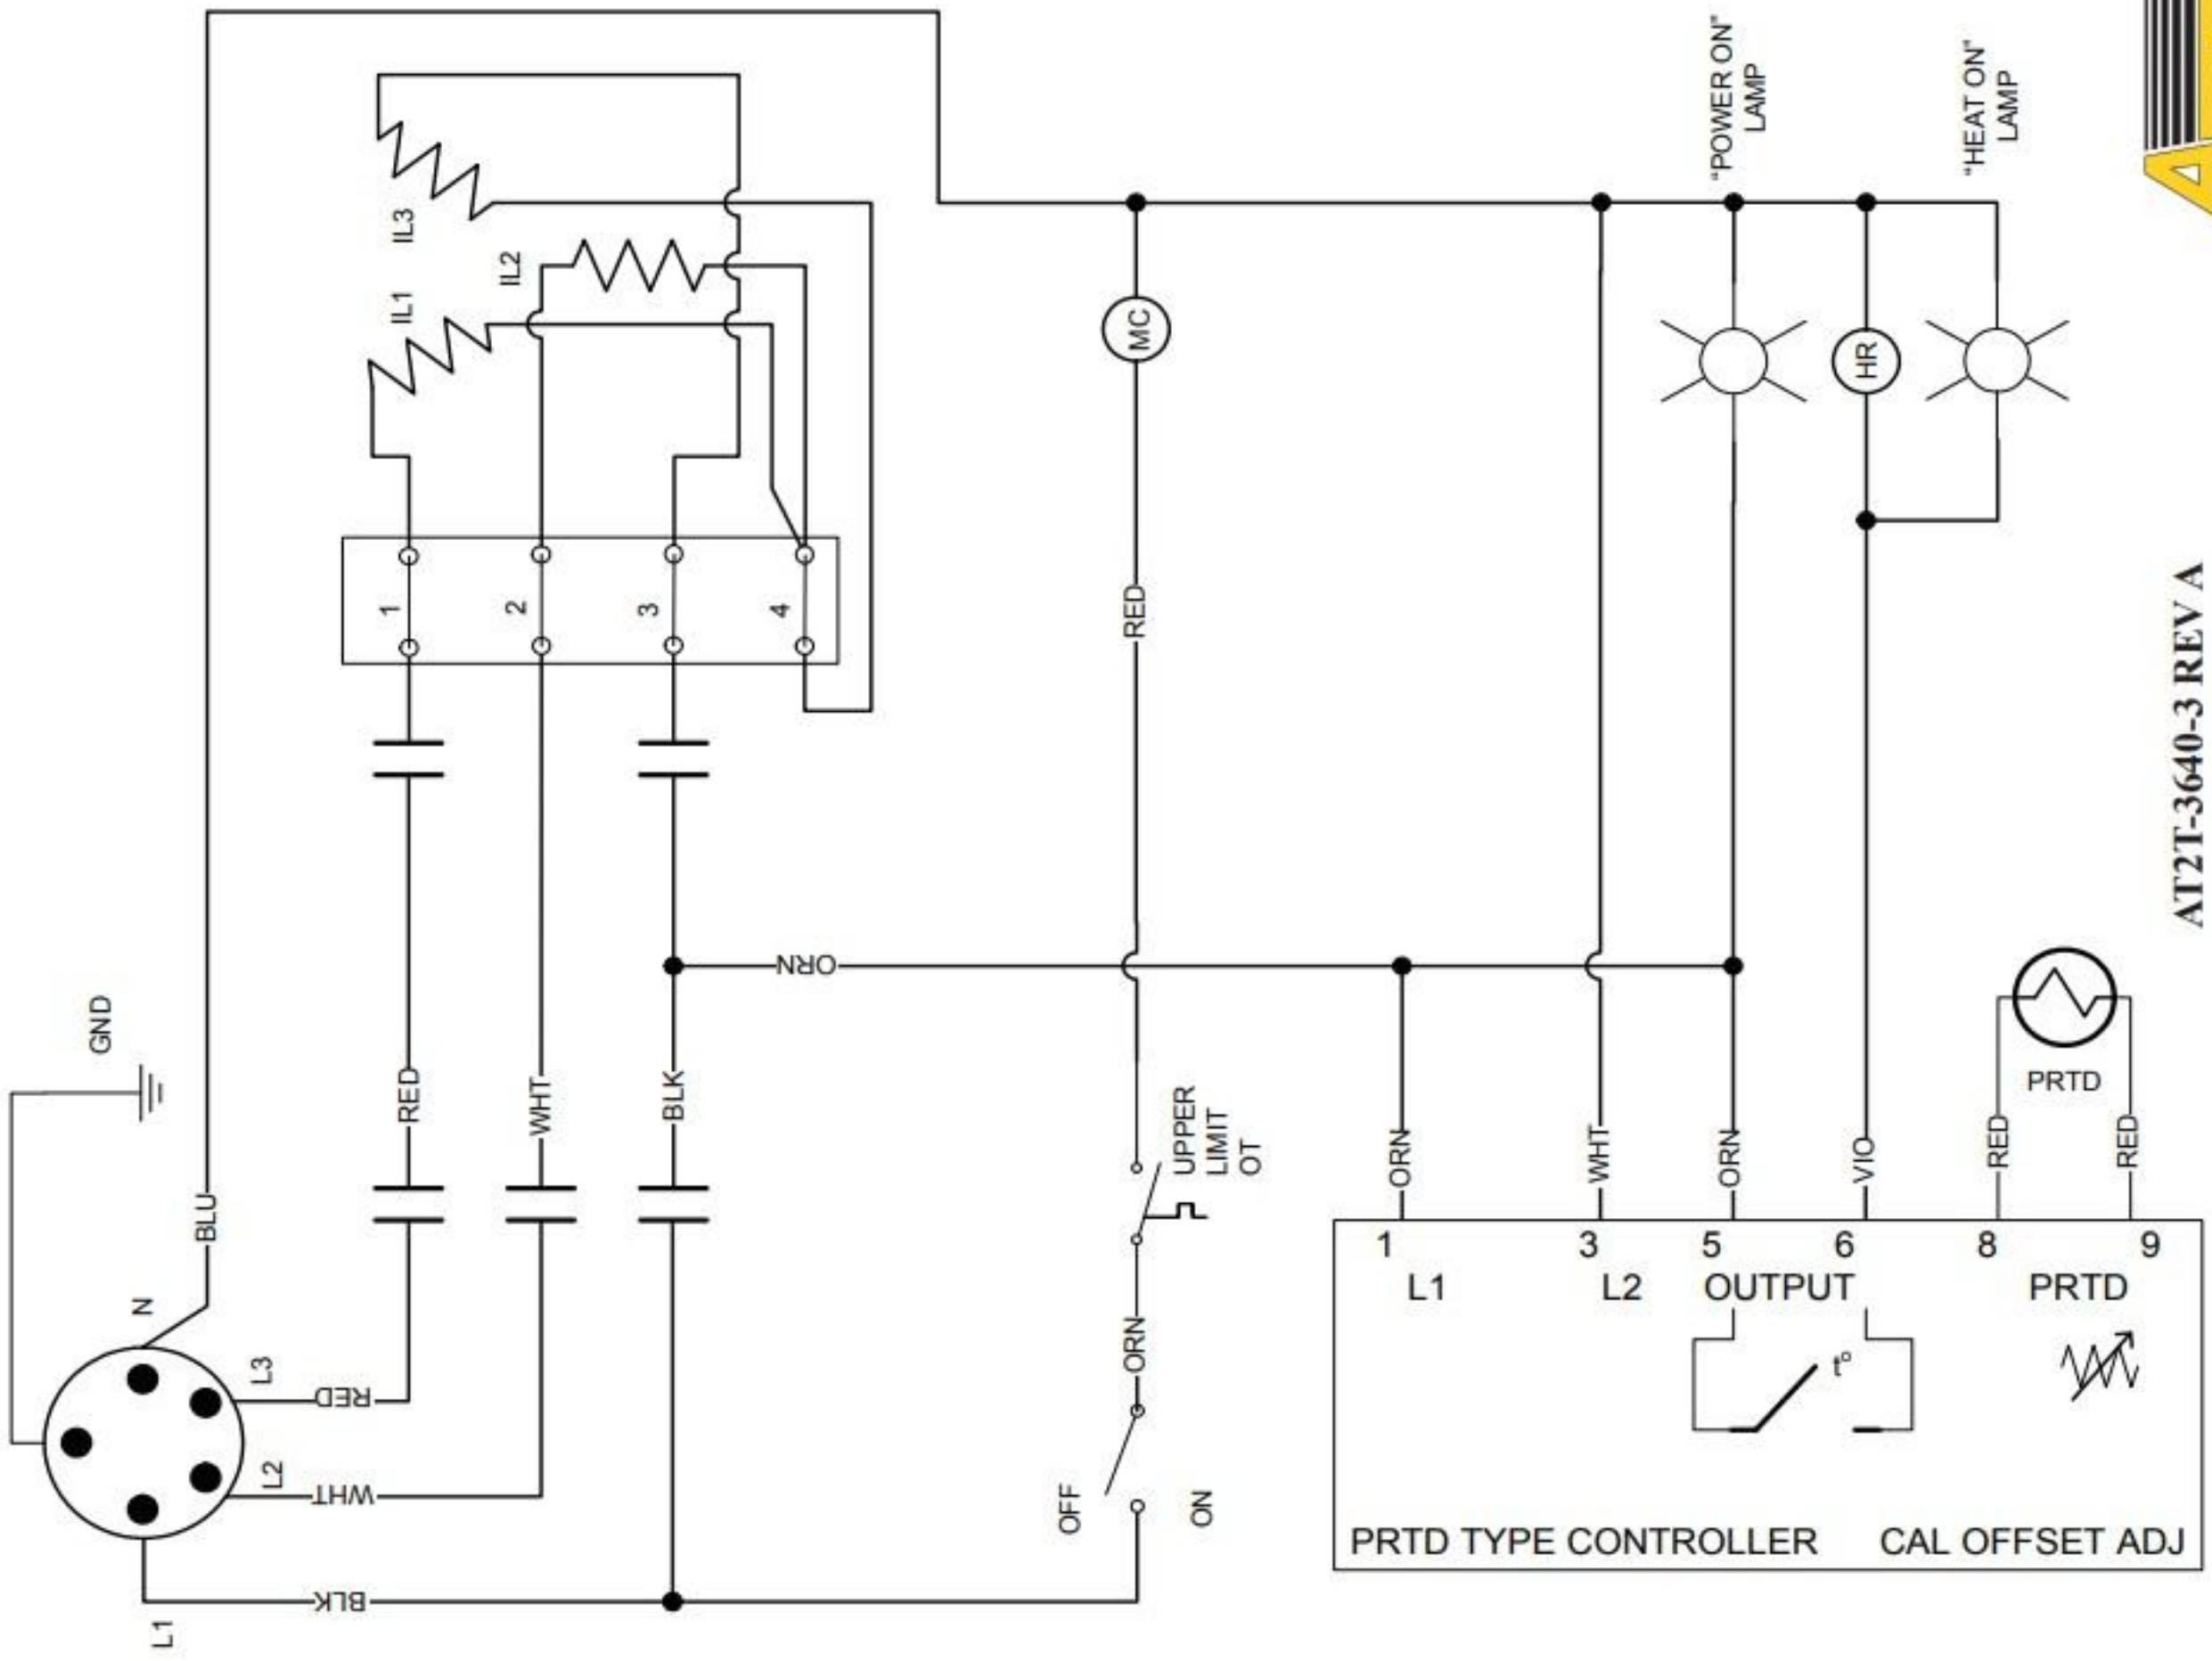 GND
N
BLU
L3
RED
L2
WHT
L1
BLK
RED
WHT
BLK
1
2
3
4
IL1
IL2
IL3
ORN
OFF
ON
ORN
UPPER
LIMIT
OT
RED
MC
"POWER ON"
LAMP
HR
"HEAT ON"
LAMP
ORN
WHT
ORN
VIO
RED
RED
PRTD
1
3
5
6
8
9
L1
L2
OUTPUT
PRTD
t°
PRTD TYPE CONTROLLER
CAL OFFSET ADJ
AT2T-3640-3 REV A